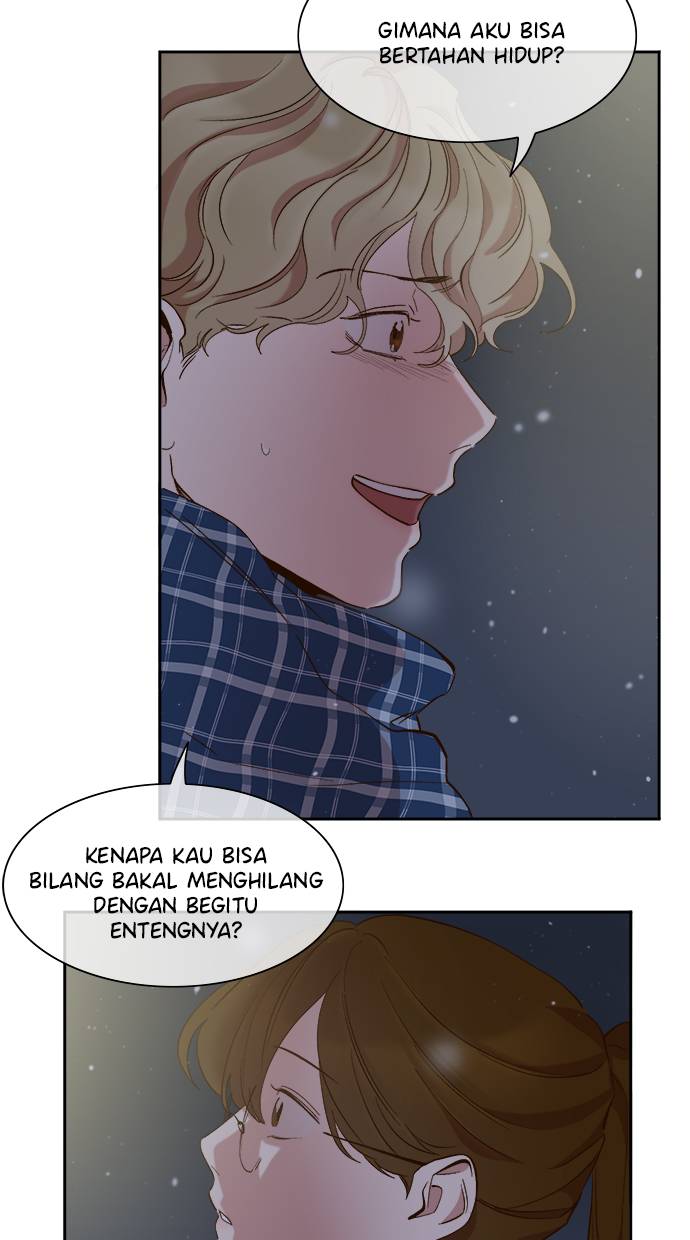 GIMANA AKU BISA
BERTAHAN HIDUP?
KENAPA KAU BISA
BILANG BAKAL MENGHILANG
DENGAN BEGITU
ENTENGNYA?